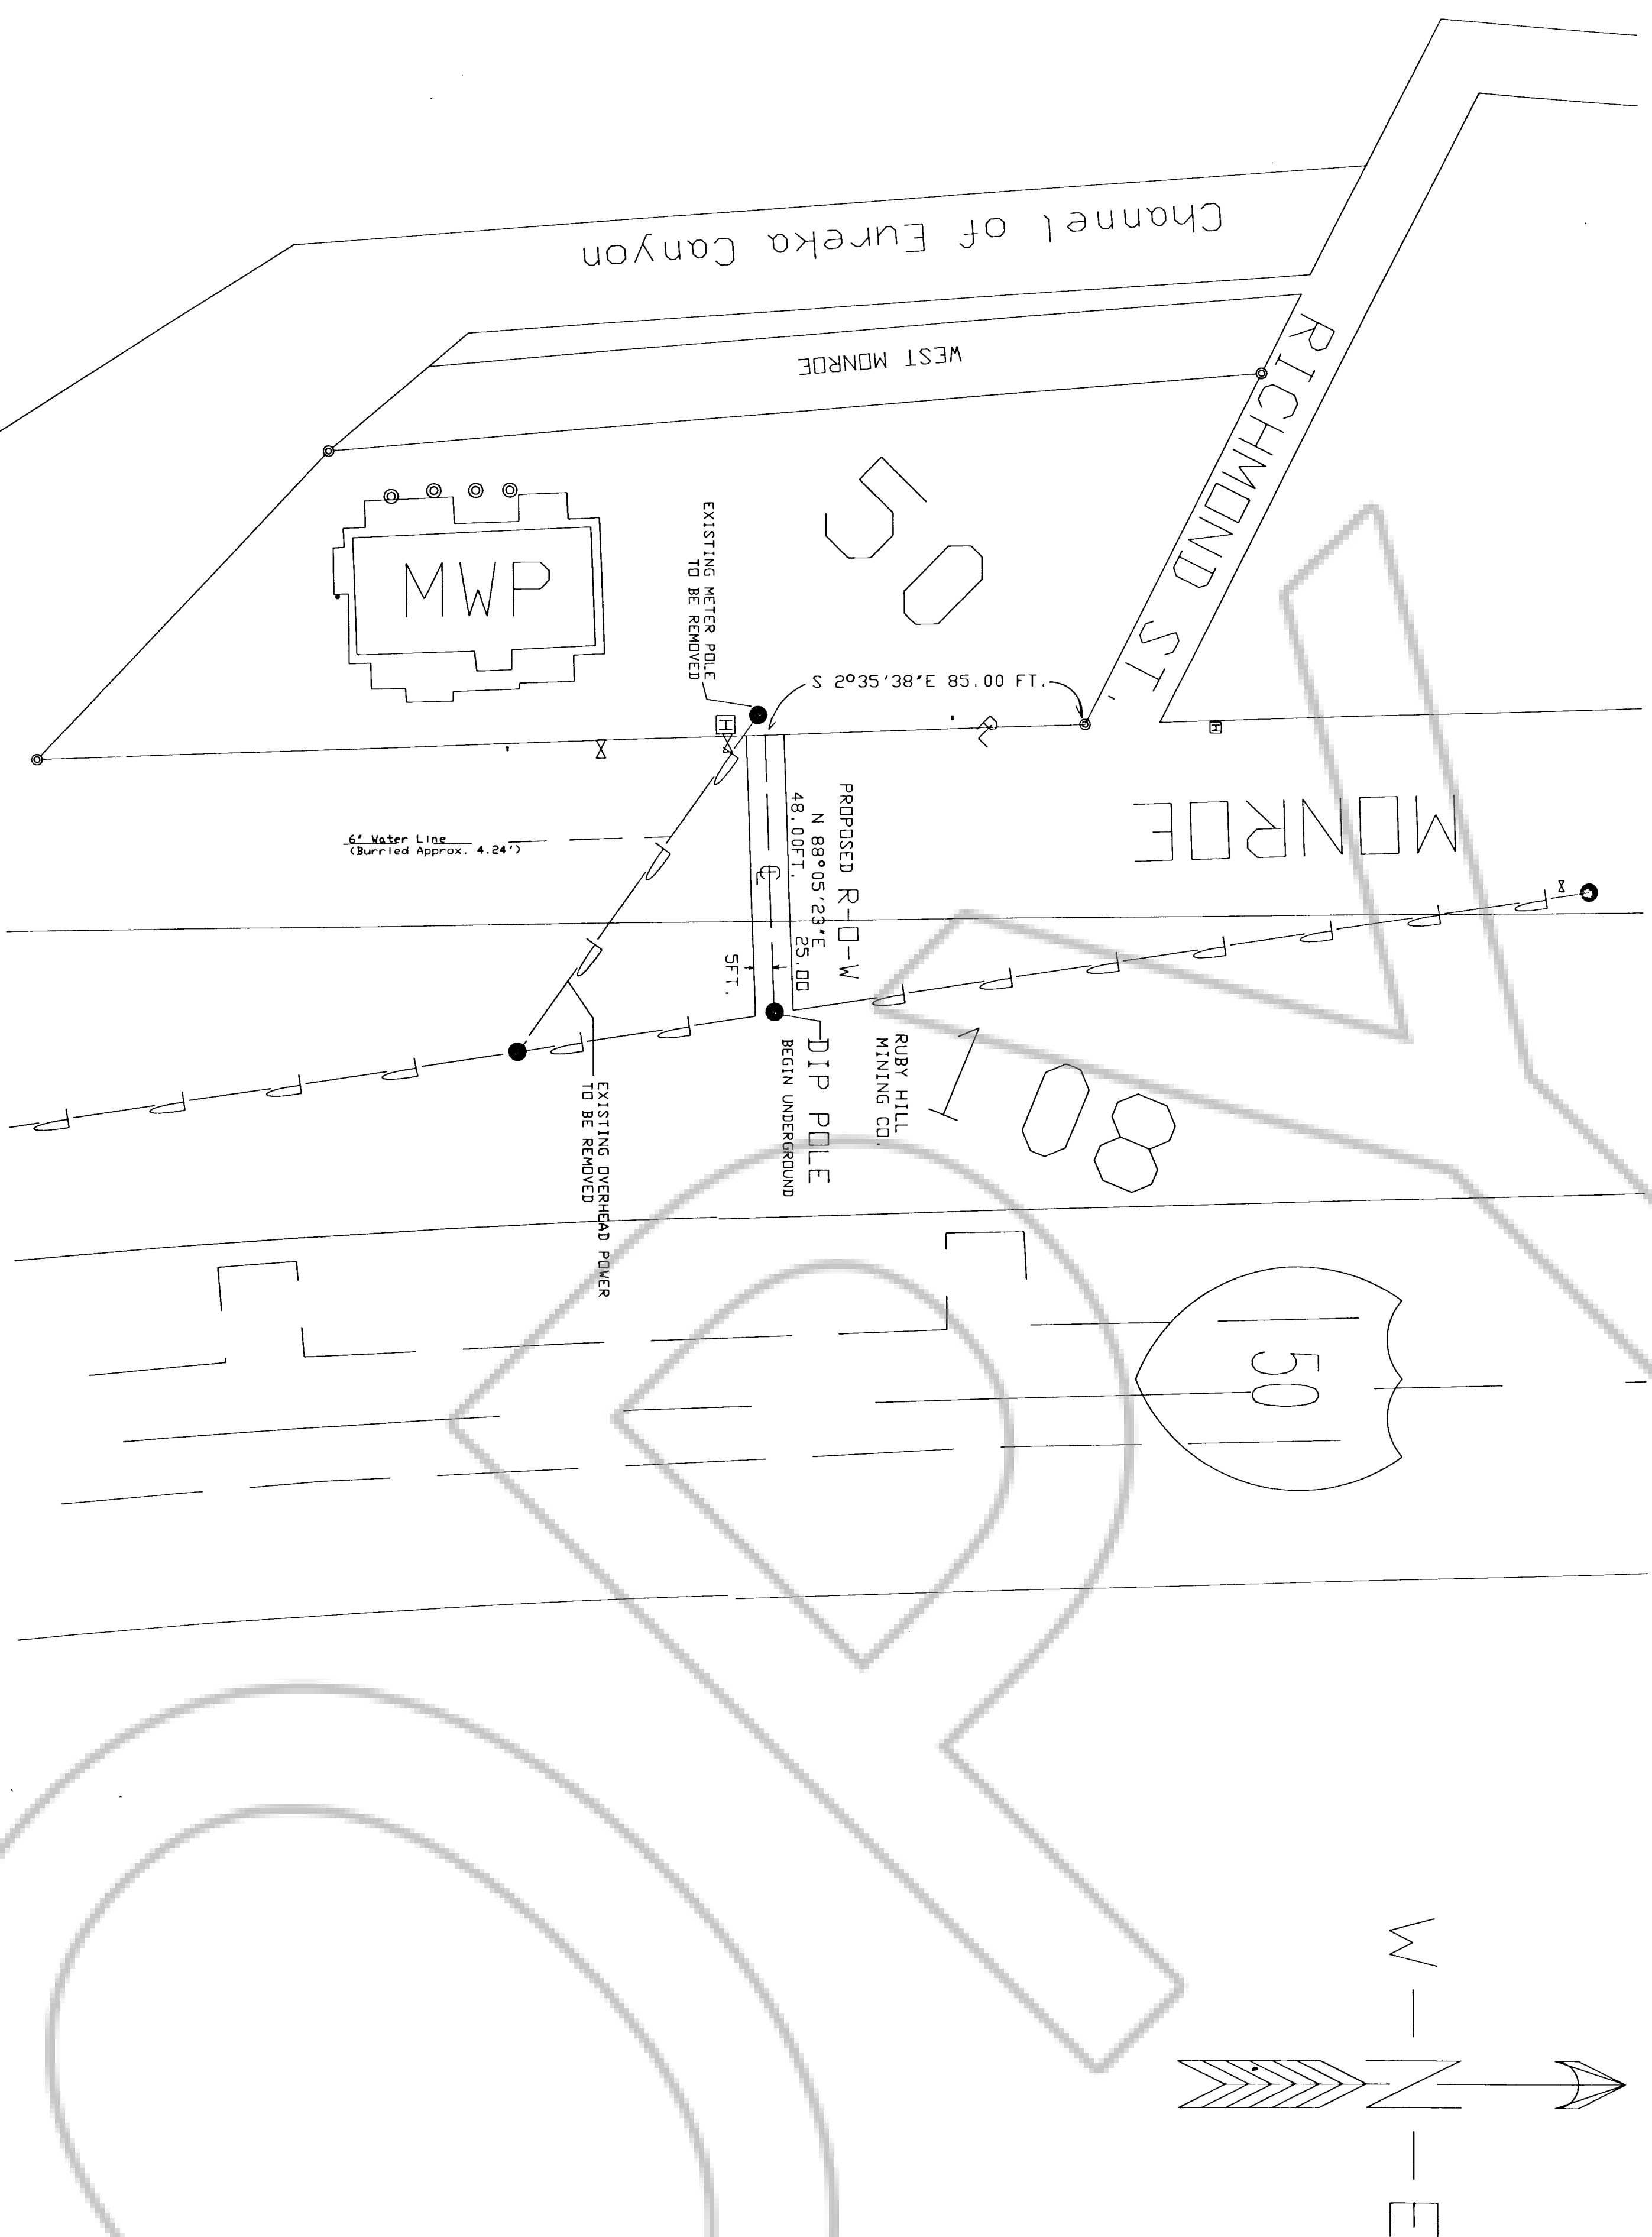 Channel of Eureka Canyon
WEST MONROE
RICHMOND ST.
50
MWP
EXISTING METER POLE
TO BE REMOVED
S 2°35'38"E 85.00 FT.
H
PL
H
MONROE
PROPOSED R-O-W
N 88°05'23"E
48.00FT. 25.00
CL
5FT.
6" Water Line
(Burried Approx. 4.24')
DIP POLE
BEGIN UNDERGROUND
RUBY HILL
MINING CO.
108
EXISTING OVERHEAD POWER
TO BE REMOVED
50
W
N
E